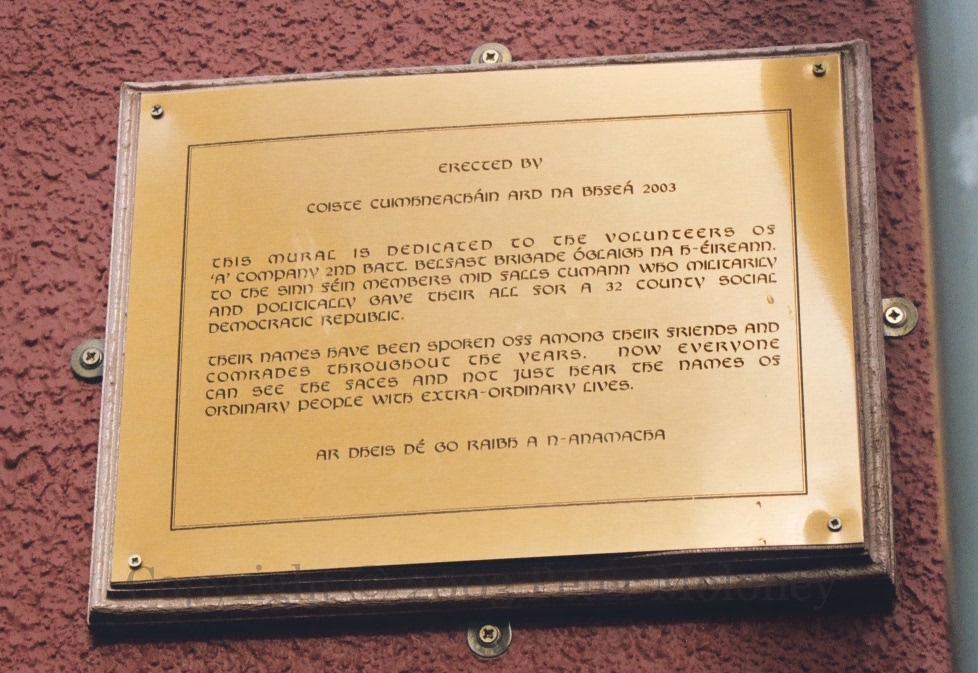 ERECTED BY
COISTE CUIMHNEACHÁIN ARD NA BHFEÁ 2003
THIS MURAL IS DEDICATED TO THE VOLUNTEERS OF
'A' COMPANY 2ND BATT. BELFAST BRIGADE ÓGLAIGH NA H-ÉIREANN.
TO THE SINN FÉIN MEMBERS MID FALLS CUMANN WHO MILITARILY
AND POLITICALLY GAVE THEIR ALL FOR A 32 COUNTY SOCIAL
DEMOCRATIC REPUBLIC.
THEIR NAMES HAVE BEEN SPOKEN OFF AMONG THEIR FRIENDS AND
COMRADES THROUGHOUT THE YEARS. NOW EVERYONE
CAN SEE THE FACES AND NOT JUST HEAR THE NAMES OF
ORDINARY PEOPLE WITH EXTRA-ORDINARY LIVES.
AR DHEIS DÉ GO RAIBH A N-ANAMACHA
Copyright © 2003 Peter Moloney